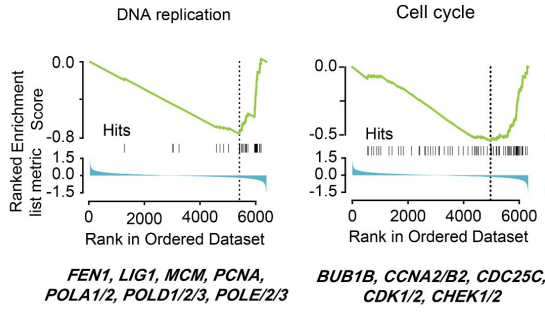 DNA replication
Cell cycle
Ranked Enrichment
list metric Score
0.0
-0.8
Hits
1.5
0.0
-1.5
0 2000 4000 6000
Rank in Ordered Dataset
0.0
-0.5
Hits
1.5
0.0
-1.5
0 2000 4000 6000
Rank in Ordered Dataset
FEN1, LIG1, MCM, PCNA,
POLA1/2, POLD1/2/3, POLE/2/3
BUB1B, CCNA2/B2, CDC25C,
CDK1/2, CHEK1/2